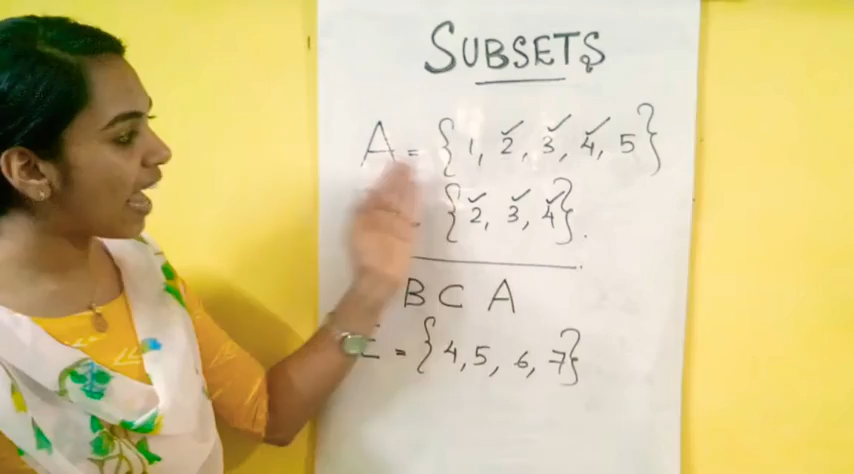 SUBSETS
A = { 1, 2, 3, 4, 5 }
= { 2, 3, 4 }.
B C A
= { 4, 5, 6, 7 }